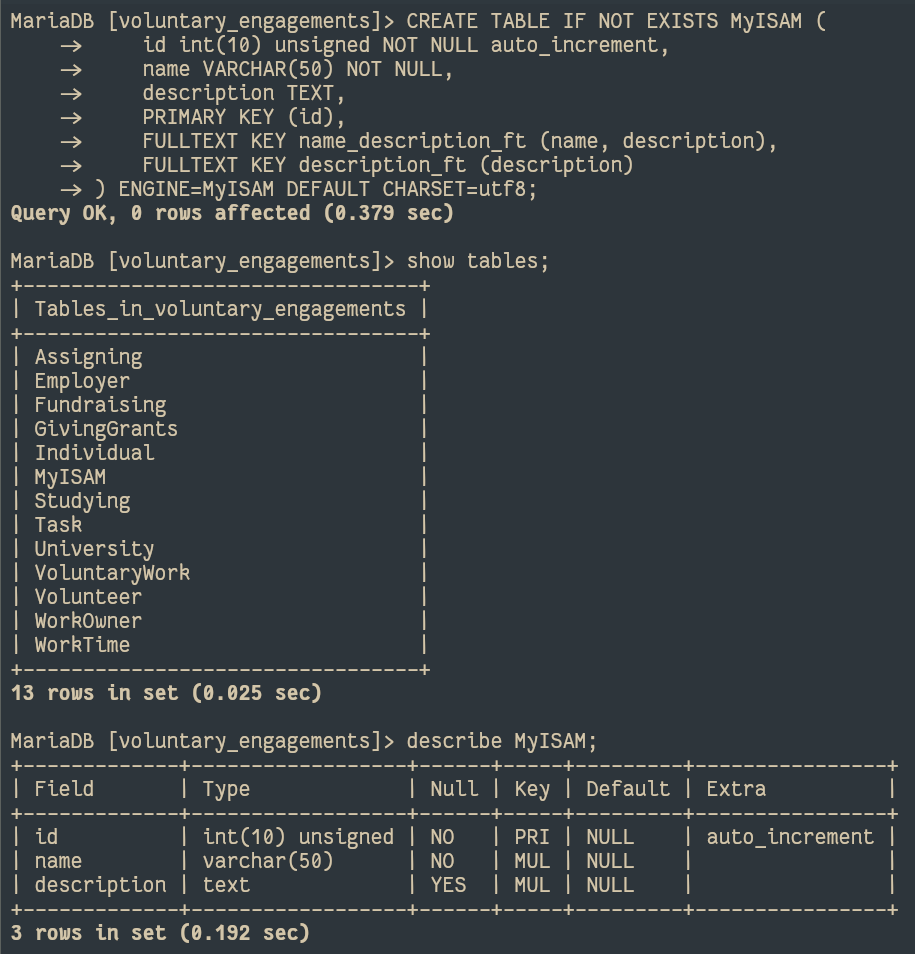 MariaDB [voluntary_engagements]> CREATE TABLE IF NOT EXISTS MyISAM (
    →     id int(10) unsigned NOT NULL auto_increment,
    →     name VARCHAR(50) NOT NULL,
    →     description TEXT,
    →     PRIMARY KEY (id),
    →     FULLTEXT KEY name_description_ft (name, description),
    →     FULLTEXT KEY description_ft (description)
    → ) ENGINE=MyISAM DEFAULT CHARSET=utf8;
Query OK, 0 rows affected (0.379 sec)

MariaDB [voluntary_engagements]> show tables;
+---------------------------------+
| Tables_in_voluntary_engagements |
+---------------------------------+
| Assigning                       |
| Employer                        |
| Fundraising                     |
| GivingGrants                    |
| Individual                      |
| MyISAM                          |
| Studying                        |
| Task                            |
| University                      |
| VoluntaryWork                   |
| Volunteer                       |
| WorkOwner                       |
| WorkTime                        |
+---------------------------------+
13 rows in set (0.025 sec)

MariaDB [voluntary_engagements]> describe MyISAM;
+-------------+------------------+------+-----+---------+----------------+
| Field       | Type             | Null | Key | Default | Extra          |
+-------------+------------------+------+-----+---------+----------------+
| id          | int(10) unsigned | NO   | PRI | NULL    | auto_increment |
| name        | varchar(50)      | NO   | MUL | NULL    |                |
| description | text             | YES  | MUL | NULL    |                |
+-------------+------------------+------+-----+---------+----------------+
3 rows in set (0.192 sec)